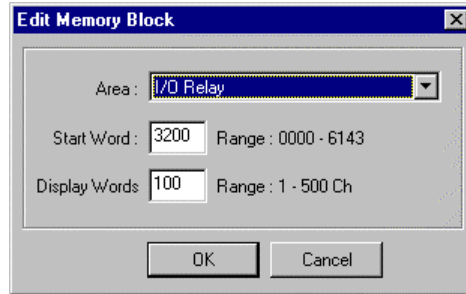 Edit Memory Block
Area : I/O Relay
Start Word : 3200 Range : 0000 - 6143
Display Words 100 Range : 1 - 500 Ch
OK Cancel